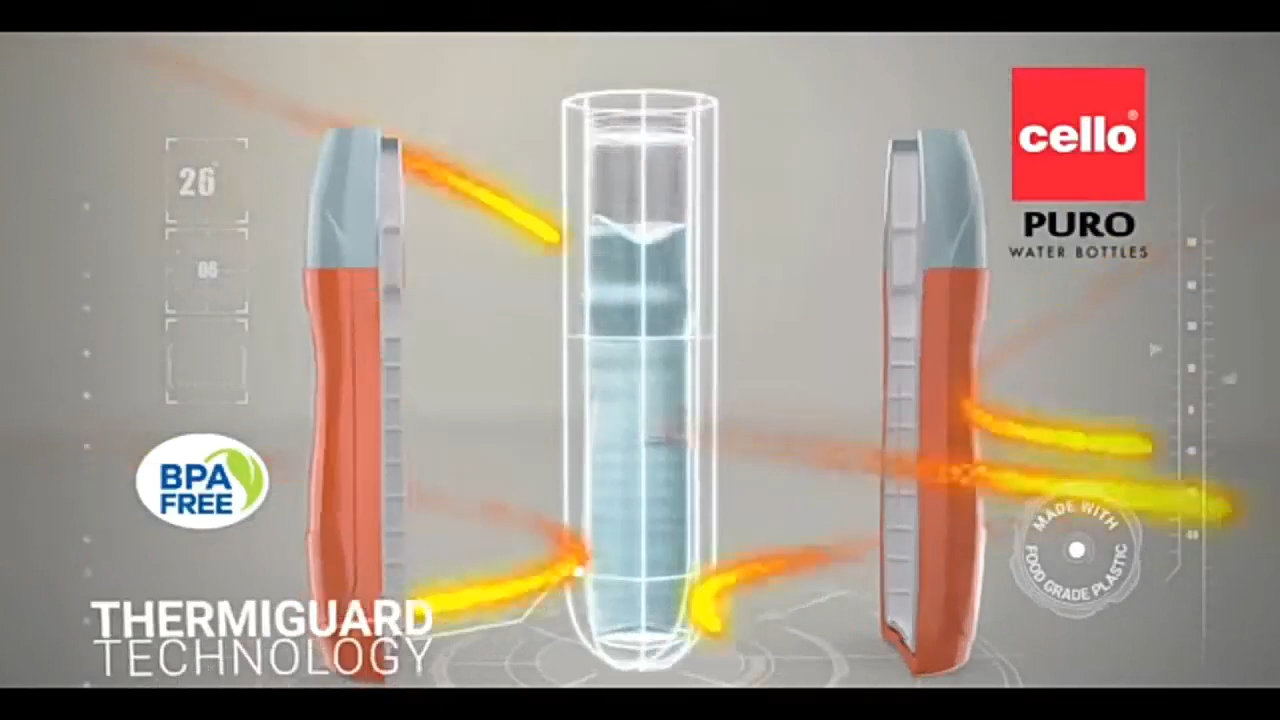 cello®
PURO
WATER BOTTLES
26°
06
BPA
FREE
MADE WITH
FOOD GRADE PLASTIC
THERMIGUARD
TECHNOLOGY